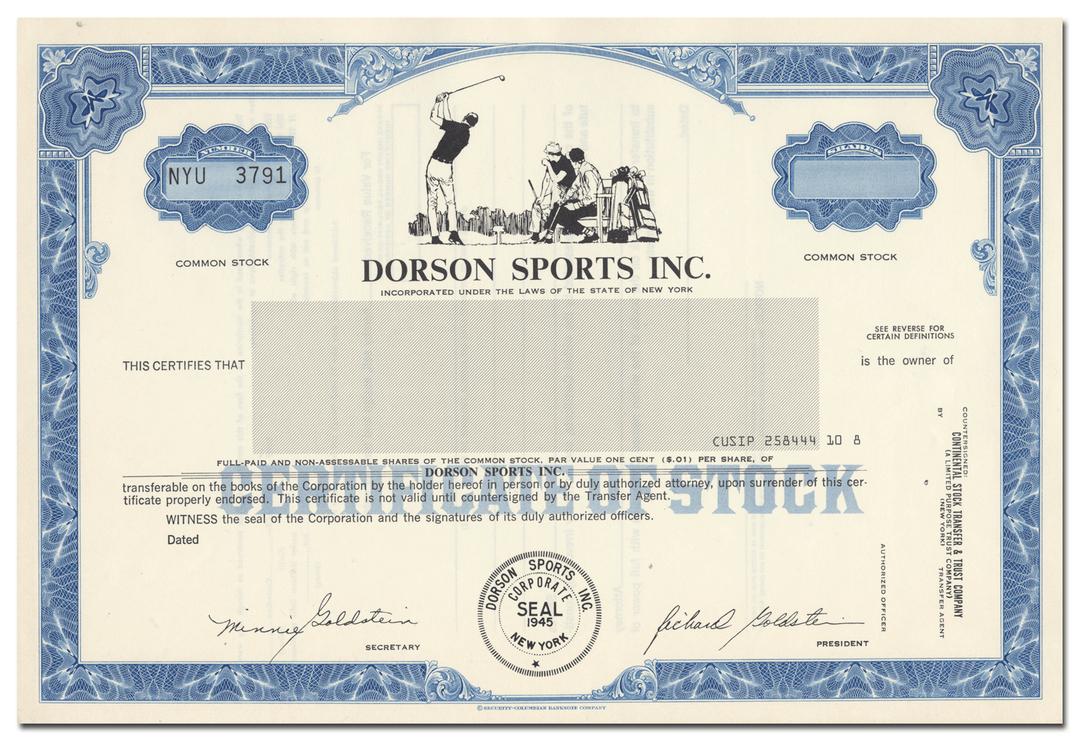 NUMBER
NYU 3791
COMMON STOCK
SHARES
COMMON STOCK
DORSON SPORTS INC.
INCORPORATED UNDER THE LAWS OF THE STATE OF NEW YORK
SEE REVERSE FOR
CERTAIN DEFINITIONS
THIS CERTIFIES THAT
is the owner of
CUSIP 258444 10 8
FULL-PAID AND NON-ASSESSABLE SHARES OF THE COMMON STOCK, PAR VALUE ONE CENT ($.01) PER SHARE, OF
DORSON SPORTS INC.
CERTIFICATE OF STOCK
transferable on the books of the Corporation by the holder hereof in person or by duly authorized attorney, upon surrender of this cer-
tificate properly endorsed. This certificate is not valid until countersigned by the Transfer Agent.
WITNESS the seal of the Corporation and the signatures of its duly authorized officers.
Dated
COUNTERSIGNED:
CONTINENTAL STOCK TRANSFER & TRUST COMPANY
(A LIMITED PURPOSE TRUST COMPANY)
(NEW YORK)
TRANSFER AGENT
BY
AUTHORIZED OFFICER
Minnie Goldstein
SECRETARY
DORSON SPORTS INC.
CORPORATE
SEAL
1945
NEW YORK
Richard Goldstein
PRESIDENT
© SECURITY-COLUMBIAN BANKNOTE COMPANY